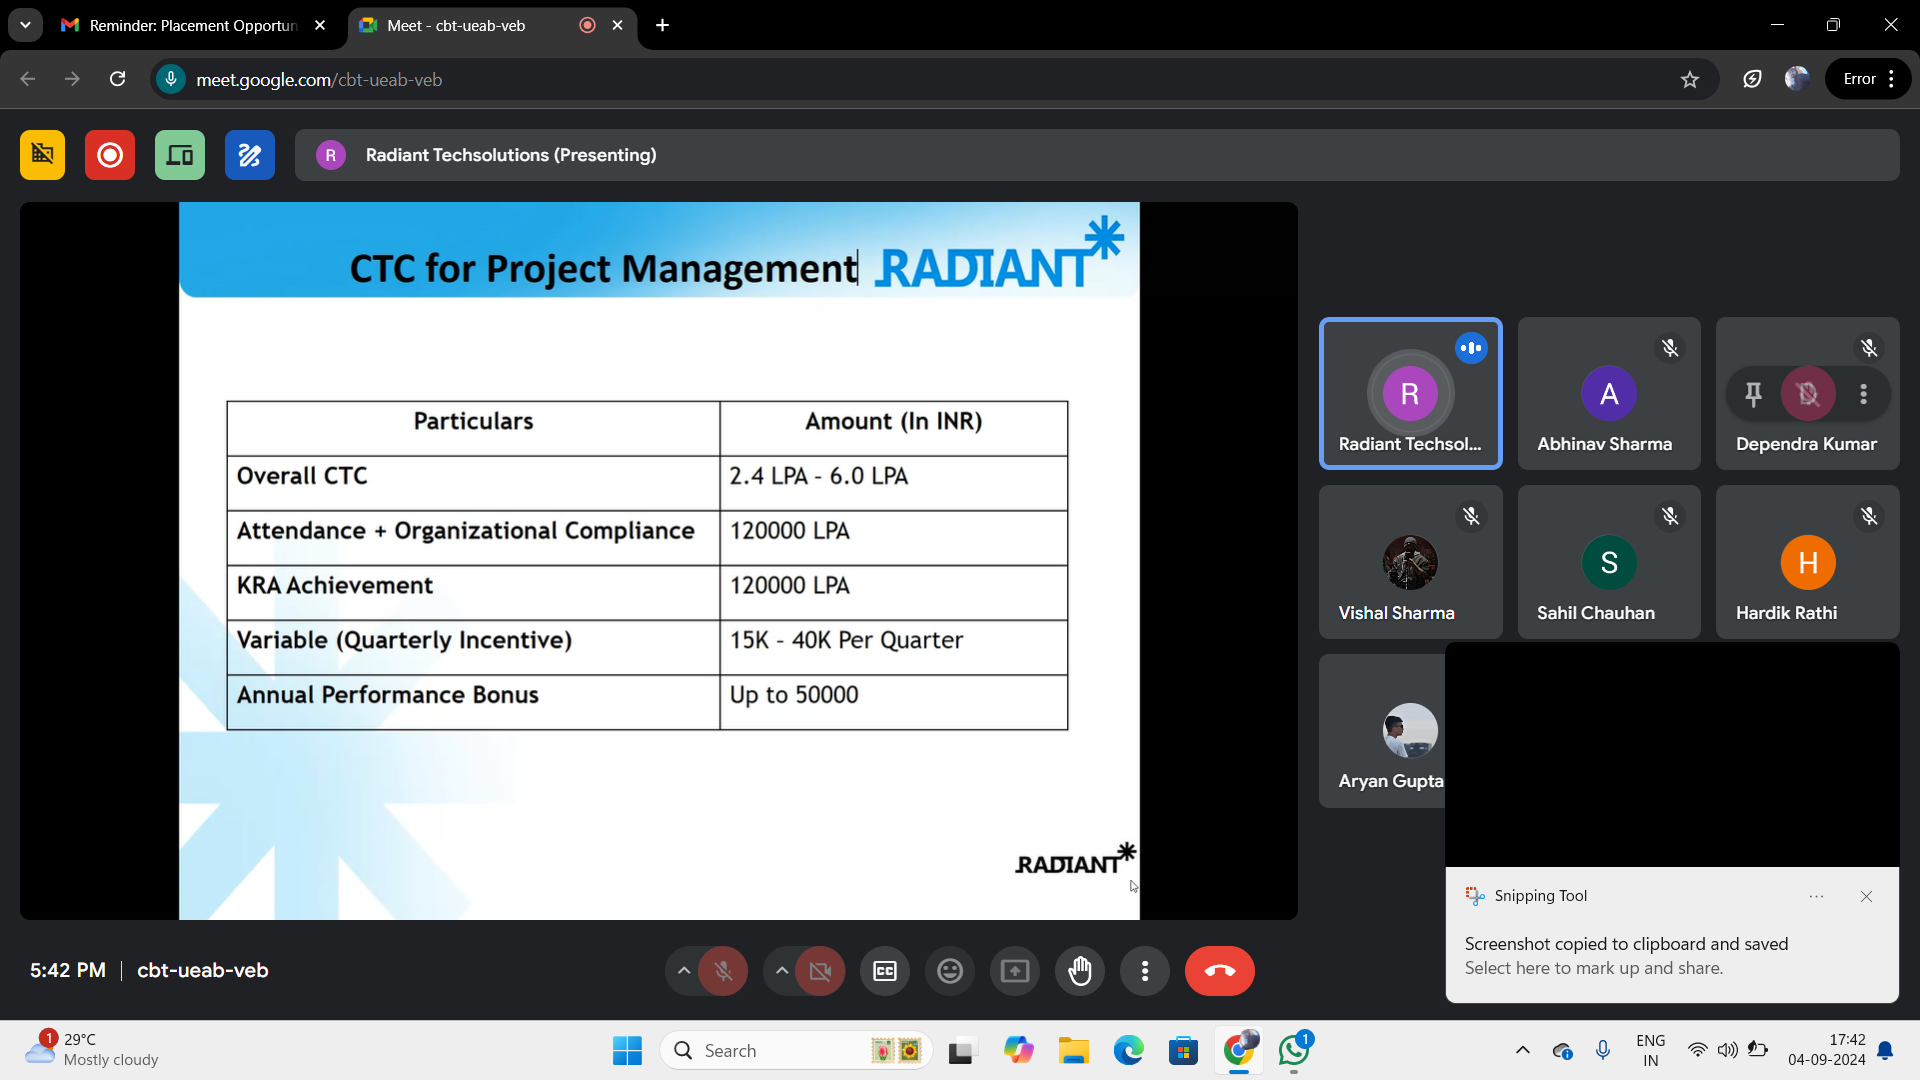 Reminder: Placement Opportun
Meet - cbt-ueab-veb
meet.google.com/cbt-ueab-veb
Error
R
Radiant Techsolutions (Presenting)
CTC for Project Management
RADIANT
Particulars Amount (In INR)
Overall CTC 2.4 LPA - 6.0 LPA
Attendance + Organizational Compliance 120000 LPA
KRA Achievement 120000 LPA
Variable (Quarterly Incentive) 15K - 40K Per Quarter
Annual Performance Bonus Up to 50000
RADIANT
R
Radiant Techsol...
A
Abhinav Sharma
D
Dependra Kumar
Vishal Sharma
S
Sahil Chauhan
H
Hardik Rathi
Aryan Gupta
Snipping Tool
Screenshot copied to clipboard and saved
Select here to mark up and share.
5:42 PM | cbt-ueab-veb
CC
1
29°C
Mostly cloudy
Search
1
ENG
IN
17:42
04-09-2024